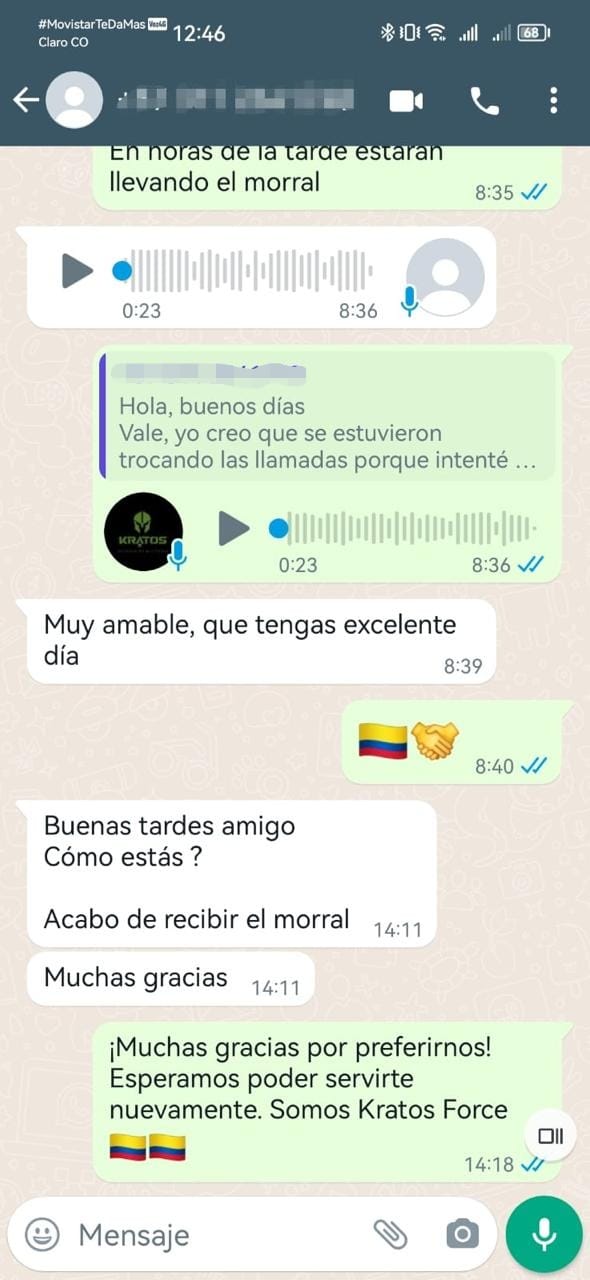 #MovistarTeDaMas VoLTE
Claro CO
12:46
68
En horas de la tarde estarán
llevando el morral
8:35
0:23
8:36
Hola, buenos días
Vale, yo creo que se estuvieron
trocando las llamadas porque intenté ...
KRATOS
0:23
8:36
Muy amable, que tengas excelente
día
8:39
8:40
Buenas tardes amigo
Cómo estás ?
Acabo de recibir el morral
14:11
Muchas gracias
14:11
¡Muchas gracias por preferirnos!
Esperamos poder servirte
nuevamente. Somos Kratos Force
14:18
Mensaje